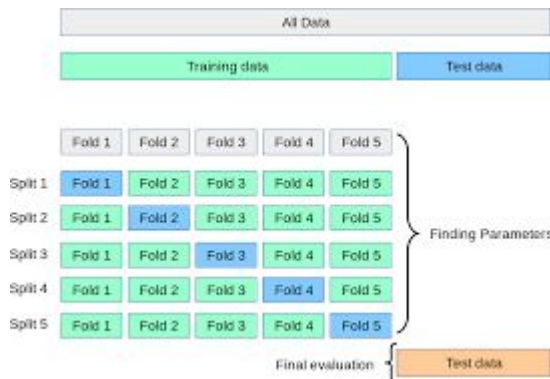 All Data
Training data Test data
Fold 1 Fold 2 Fold 3 Fold 4 Fold 5
Split 1 Fold 1 Fold 2 Fold 3 Fold 4 Fold 5
Split 2 Fold 1 Fold 2 Fold 3 Fold 4 Fold 5
Finding Parameters
Split 3 Fold 1 Fold 2 Fold 3 Fold 4 Fold 5
Split 4 Fold 1 Fold 2 Fold 3 Fold 4 Fold 5
Split 5 Fold 1 Fold 2 Fold 3 Fold 4 Fold 5
Final evaluation Test data